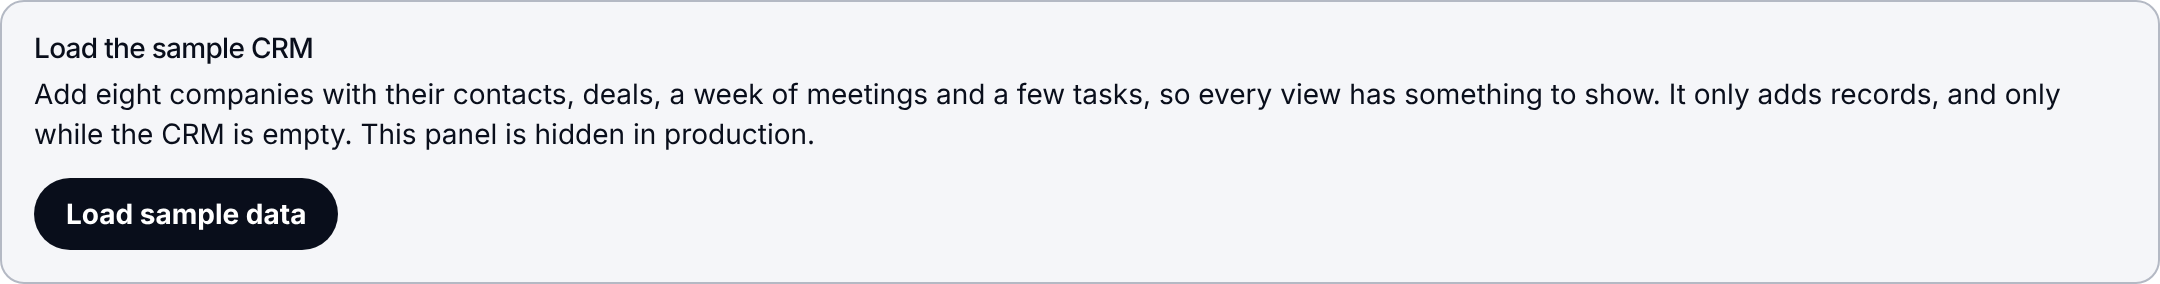 Load the sample CRM
Add eight companies with their contacts, deals, a week of meetings and a few tasks, so every view has something to show. It only adds records, and only
while the CRM is empty. This panel is hidden in production.
Load sample data